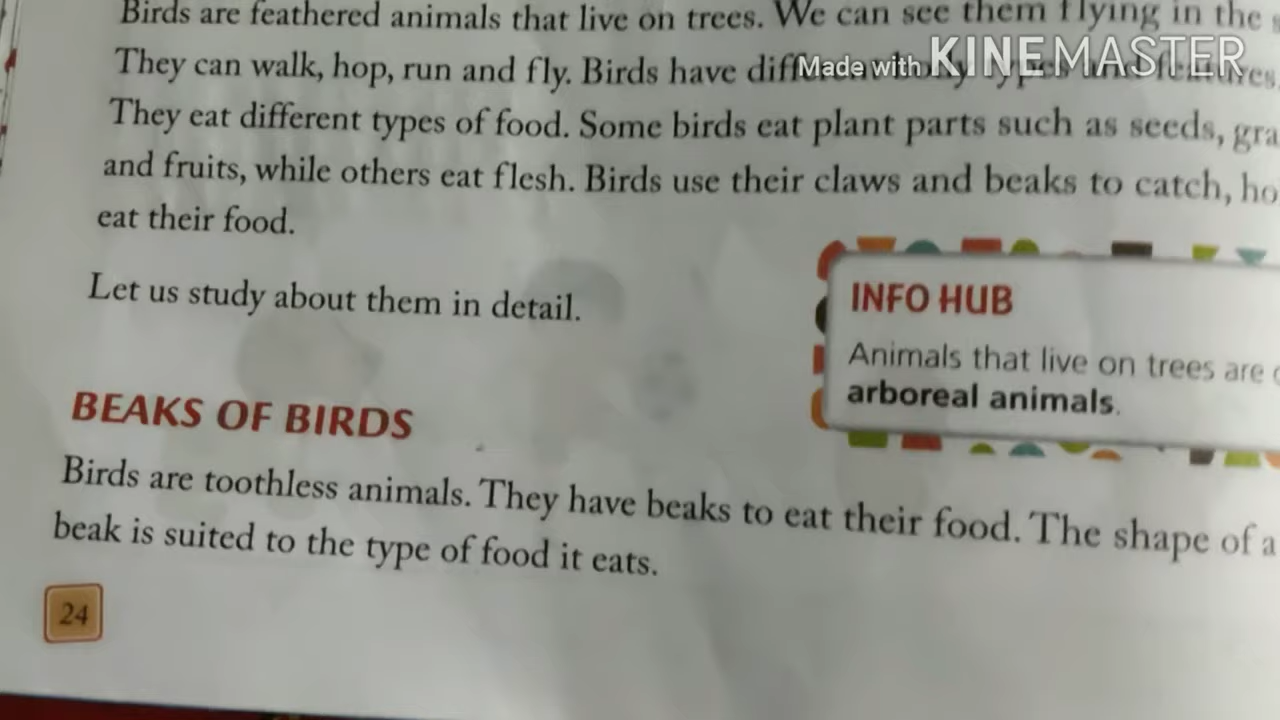 Birds are feathered animals that live on trees. We can see them flying in the
Made with KINEMASTER
They can walk, hop, run and fly. Birds have
They eat different types of food. Some birds eat plant parts such as seeds, gra
and fruits, while others eat flesh. Birds use their claws and beaks to catch, ho
eat their food.
Let us study about them in detail.
INFO HUB
Animals that live on trees are
arboreal animals.
BEAKS OF BIRDS
Birds are toothless animals. They have beaks to eat their food. The shape of a
beak is suited to the type of food it eats.
24